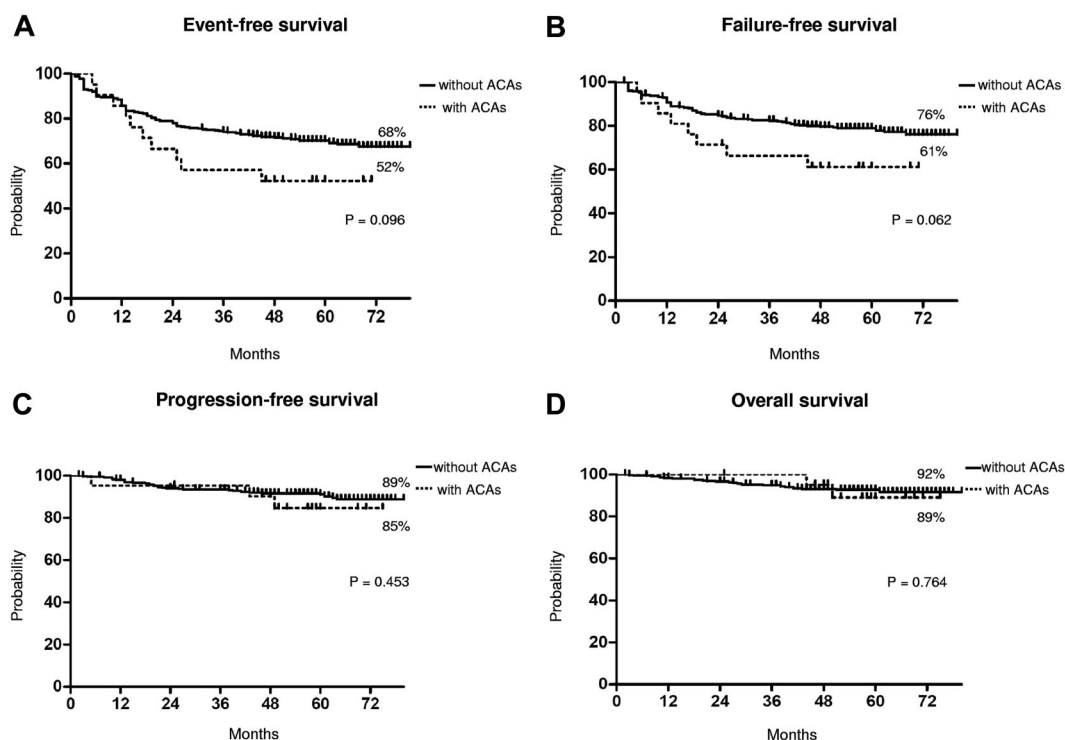 A
Event-free survival
100
80
60
40
20
0
0 12 24 36 48 60 72
Probability
Months
without ACAs
with ACAs
68%
52%
P = 0.096
B
Failure-free survival
100
80
60
40
20
0
0 12 24 36 48 60 72
Probability
Months
without ACAs
with ACAs
76%
61%
P = 0.062
C
Progression-free survival
100
80
60
40
20
0
0 12 24 36 48 60 72
Probability
Months
without ACAs
with ACAs
89%
85%
P = 0.453
D
Overall survival
100
80
60
40
20
0
0 12 24 36 48 60 72
Probability
Months
without ACAs
with ACAs
92%
89%
P = 0.764